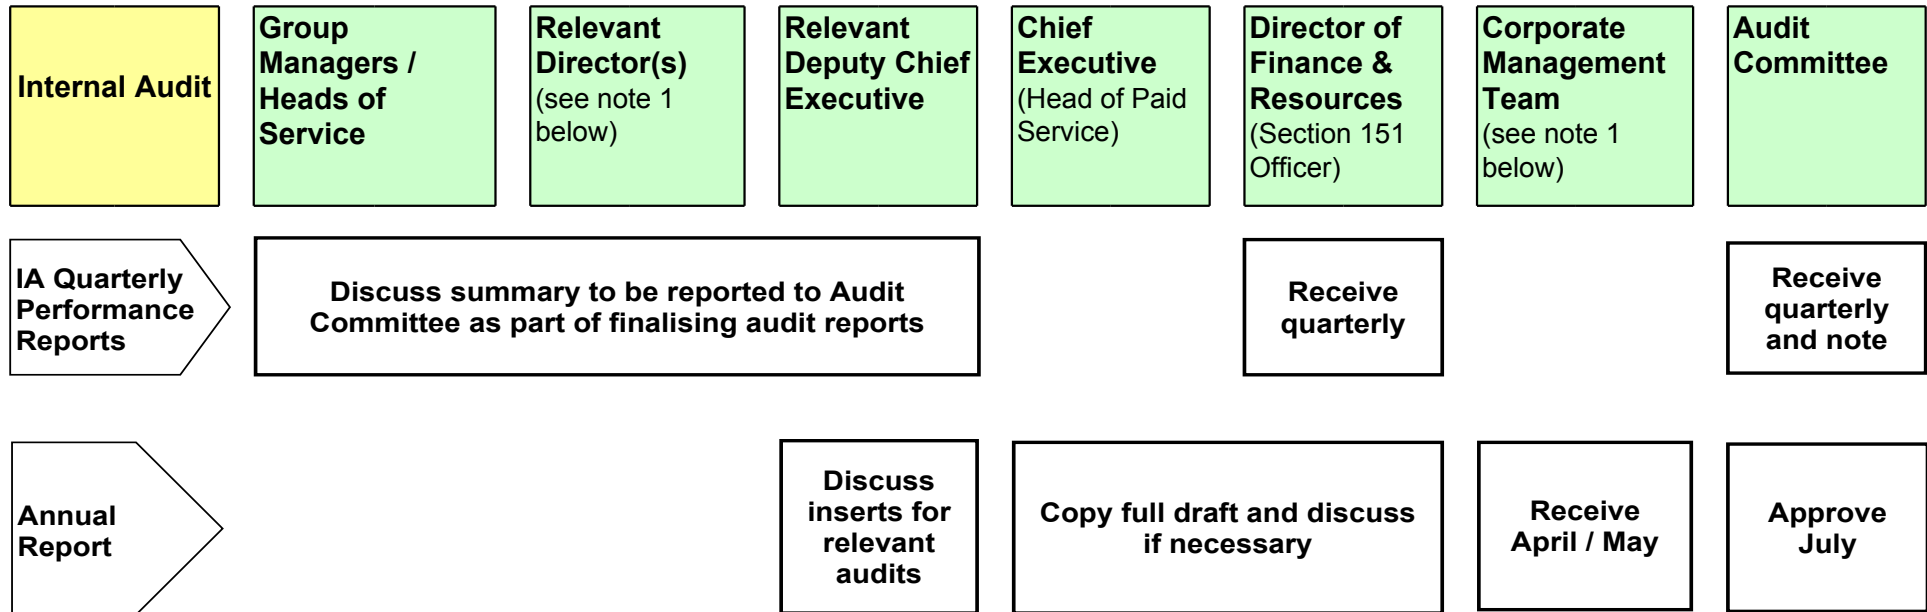 Internal Audit
Group
Managers /
Heads of
Service
Relevant
Director(s)
(see note 1
below)
Relevant
Deputy Chief
Executive
Chief
Executive
(Head of Paid
Service)
Director of
Finance &
Resources
(Section 151
Officer)
Corporate
Management
Team
(see note 1
below)
Audit
Committee
IA Quarterly
Performance
Reports
Discuss summary to be reported to Audit
Committee as part of finalising audit reports
Receive
quarterly
Receive
quarterly
and note
Annual
Report
Discuss
inserts for
relevant
audits
Copy full draft and discuss
if necessary
Receive
April / May
Approve
July